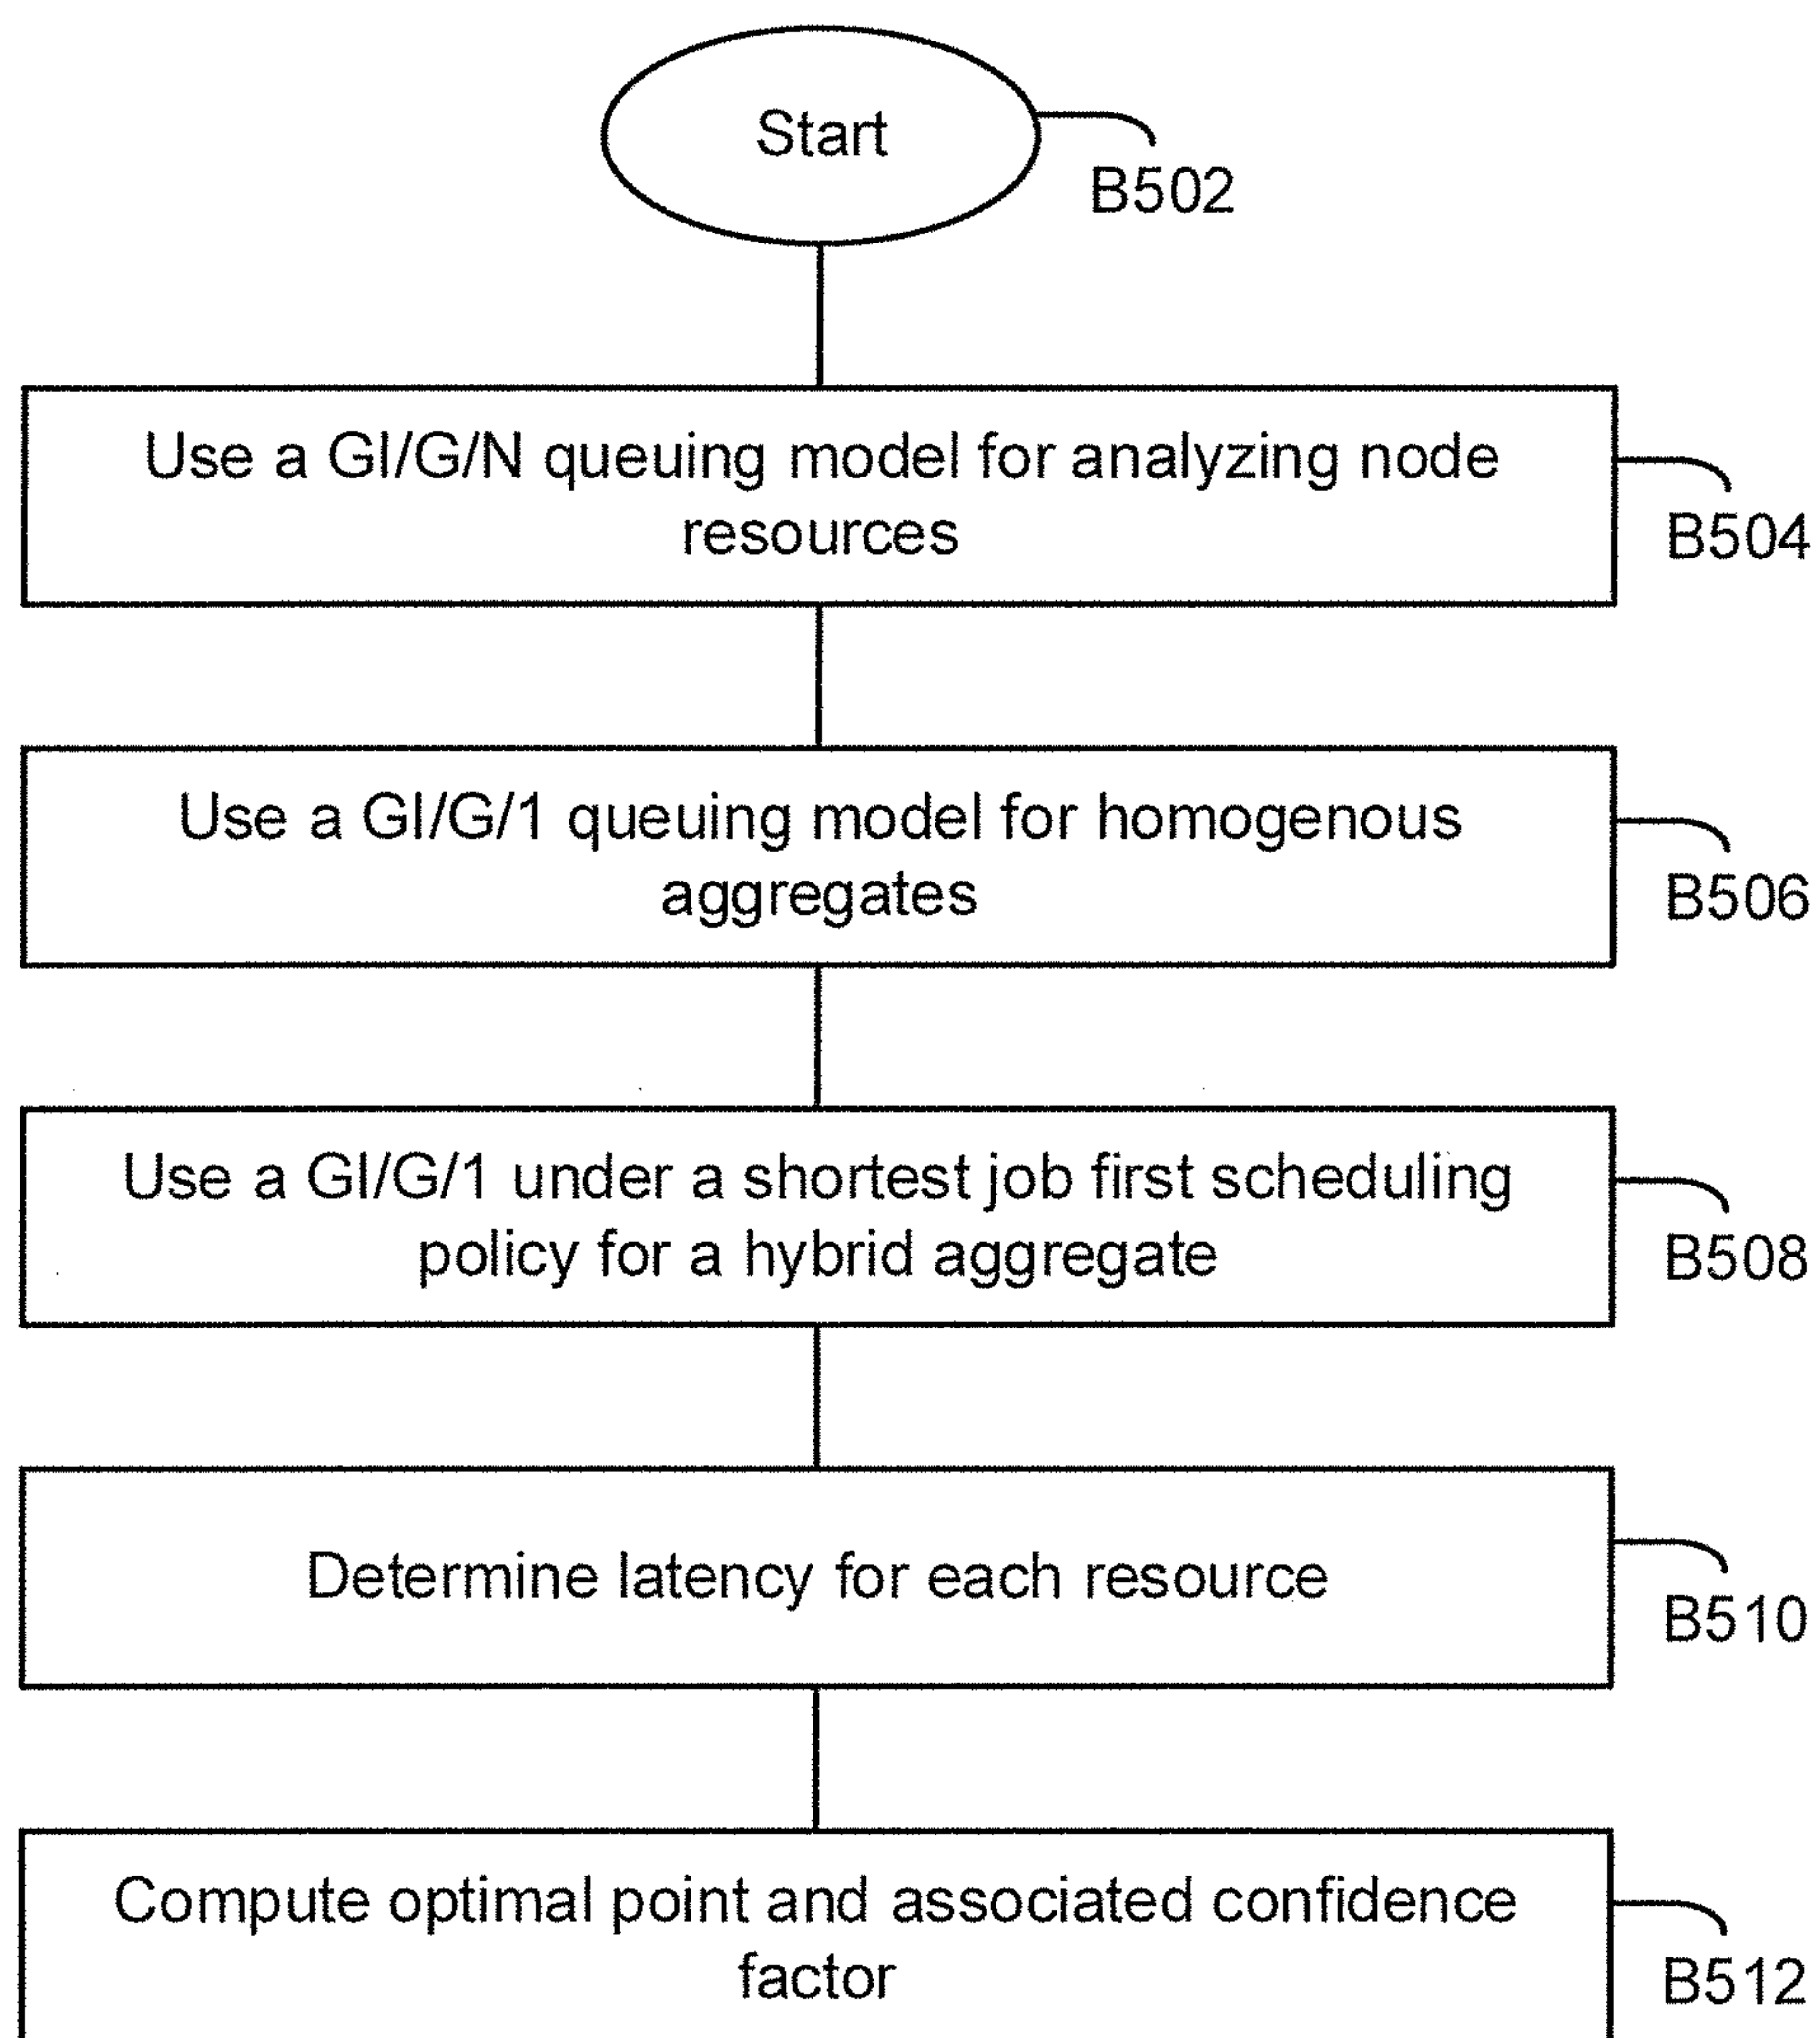 Start
B502
Use a GI/G/N queuing model for analyzing node
resources
B504
Use a GI/G/1 queuing model for homogenous
aggregates
B506
Use a GI/G/1 under a shortest job first scheduling
policy for a hybrid aggregate
B508
Determine latency for each resource
B510
Compute optimal point and associated confidence
factor
B512